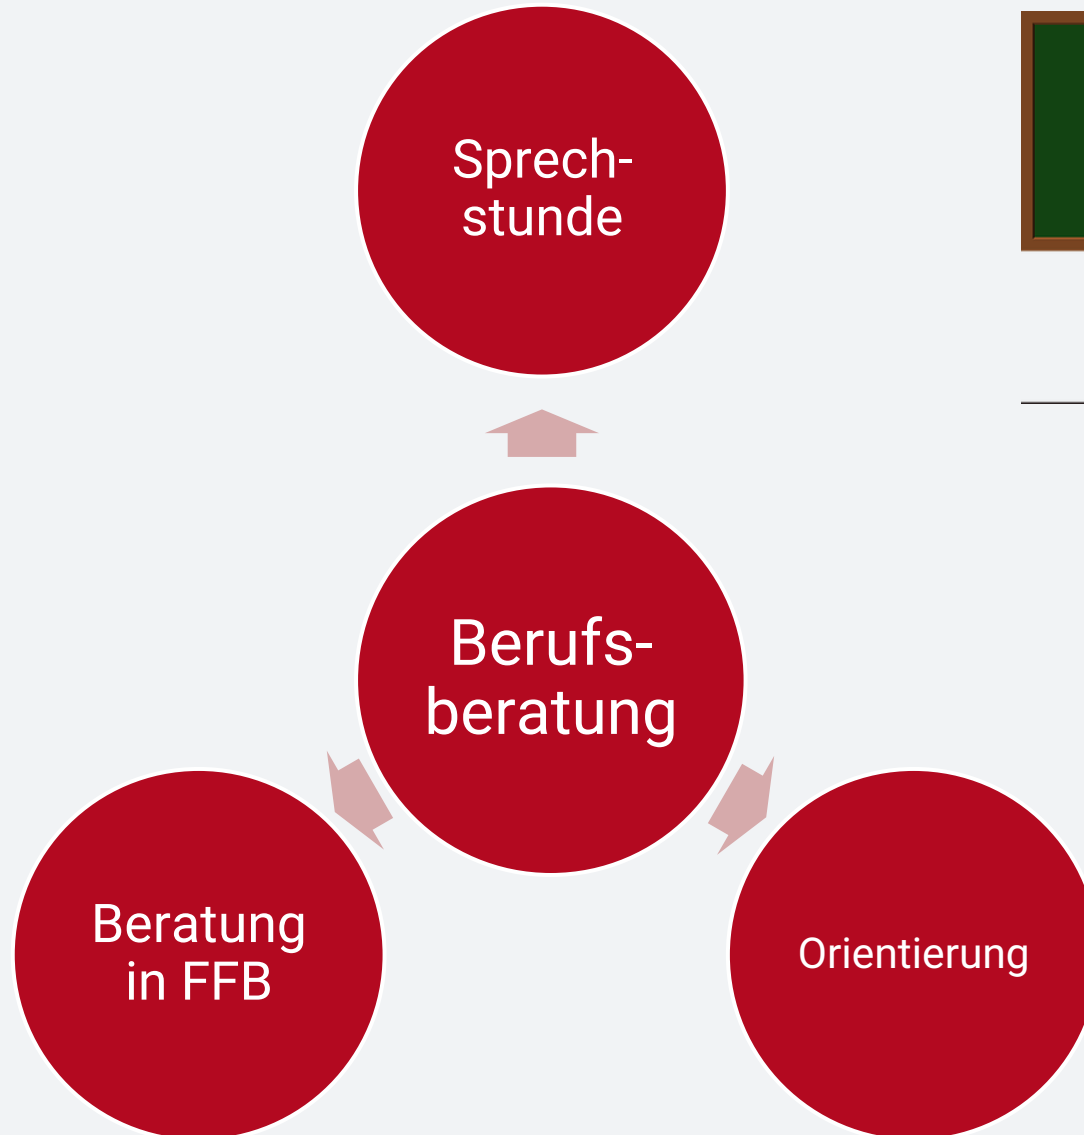 Sprech-
stunde
Berufs-
beratung
Beratung
in FFB
Orientierung